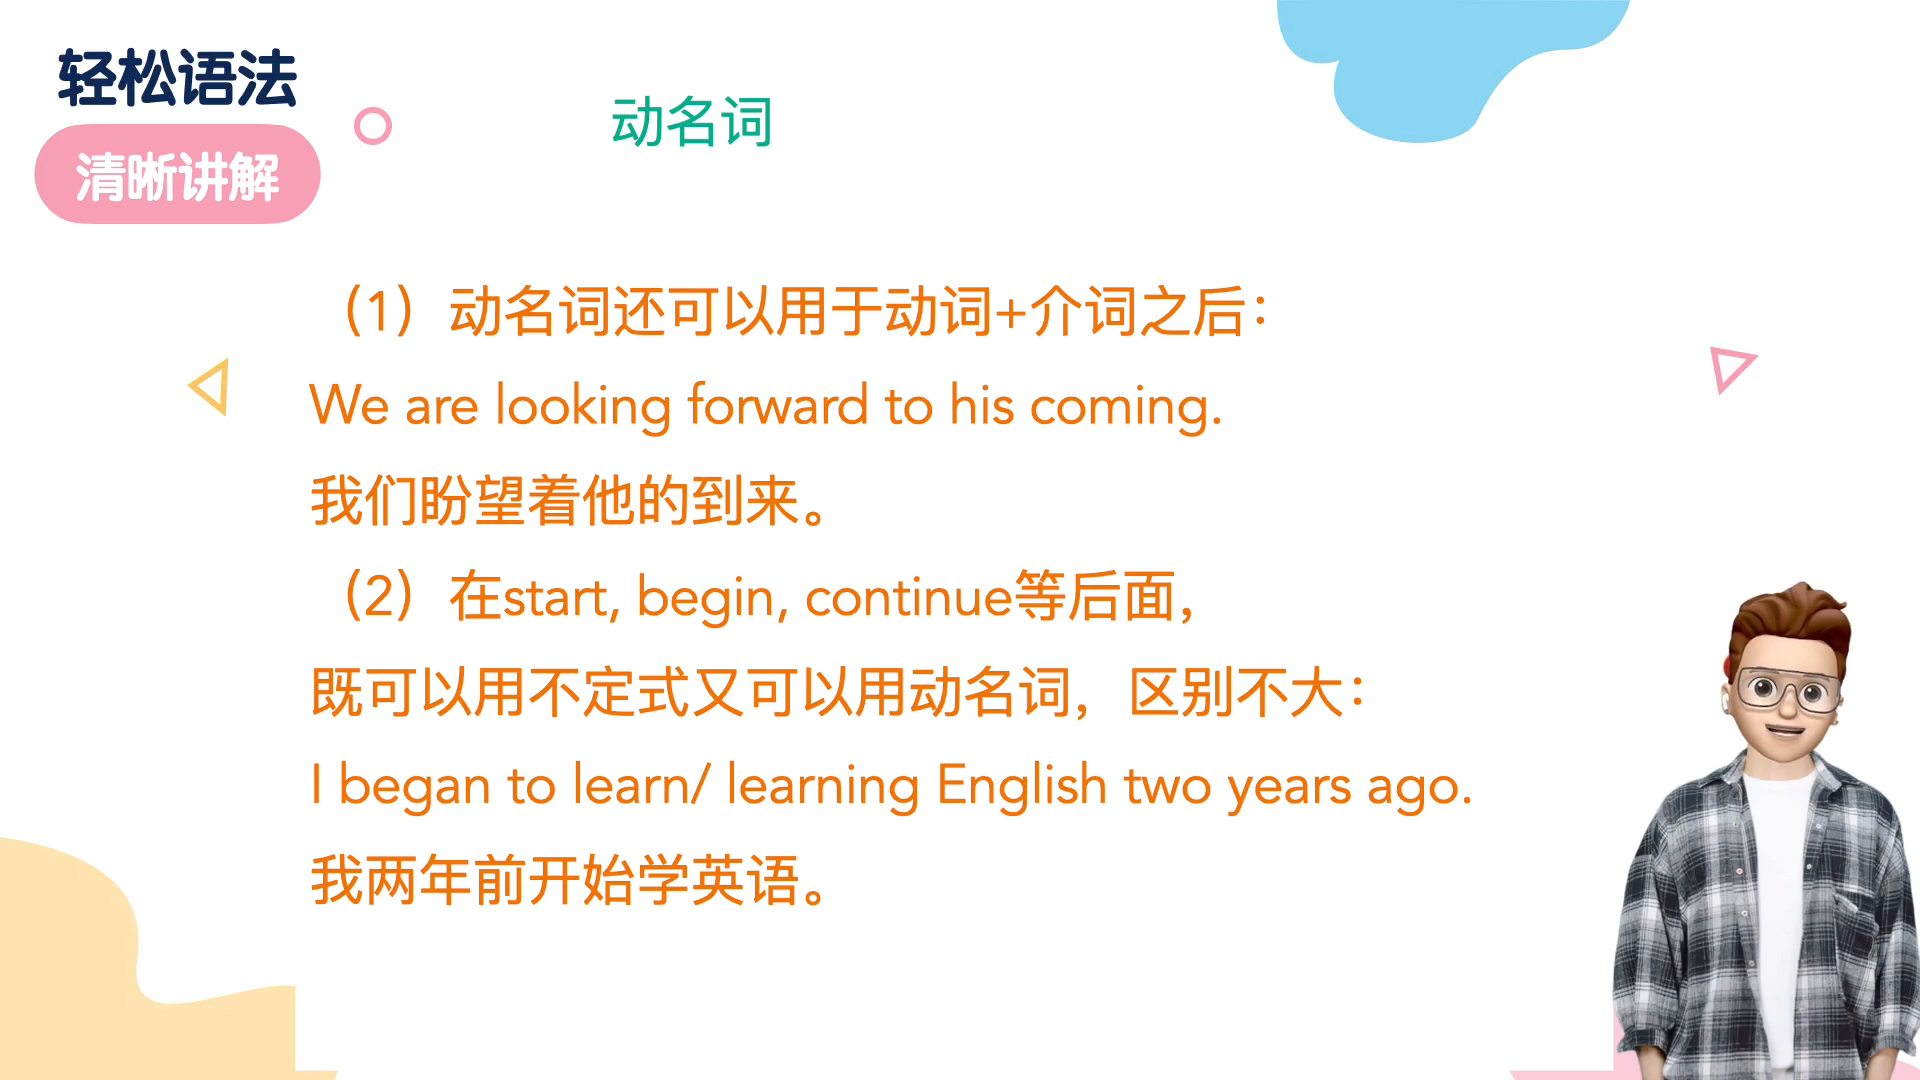 轻松语法
清晰讲解
动名词
（1）动名词还可以用于动词+介词之后：
We are looking forward to his coming.
我们盼望着他的到来。
（2）在start, begin, continue等后面，
既可以用不定式又可以用动名词，区别不大：
I began to learn/ learning English two years ago.
我两年前开始学英语。